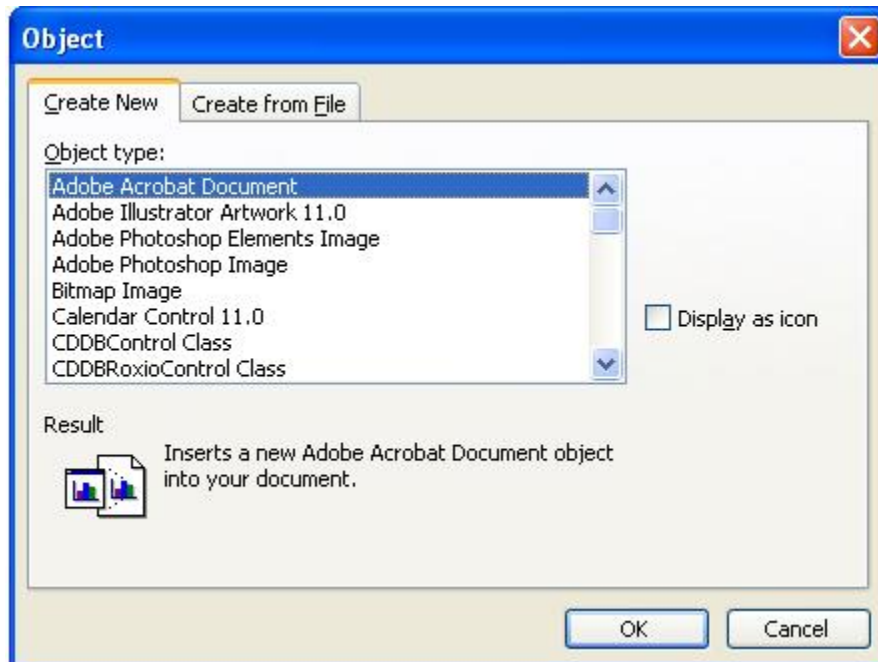 Object
Create New
Create from File
Object type:
Adobe Acrobat Document
Adobe Illustrator Artwork 11.0
Adobe Photoshop Elements Image
Adobe Photoshop Image
Bitmap Image
Calendar Control 11.0
CDDBControl Class
CDDBRoxioControl Class
Display as icon
Result
Inserts a new Adobe Acrobat Document object
into your document.
OK
Cancel